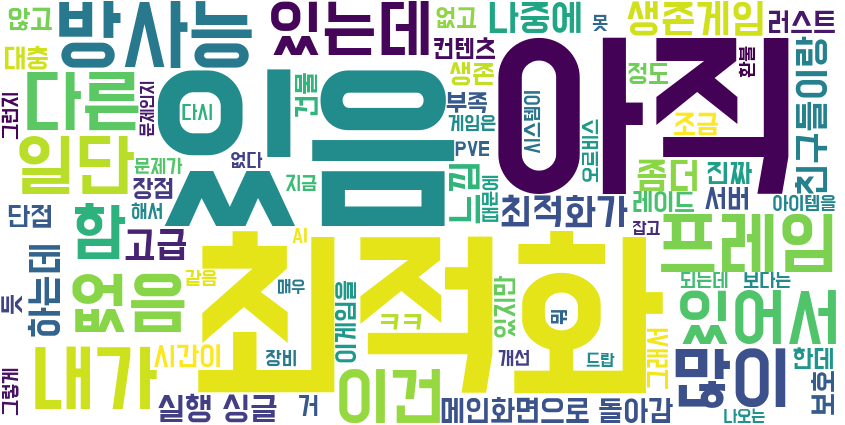 않고
방사능
있는데
없고
나중에
못
생존게임
러스트
대충
컨텐츠
아직
환불
그런지
다른
있음
건물
생존
정도
친구들이랑
문제인지
다시
부족
게임은
시스템이
조금
오르비스
일단
없다
PVE
문제가
지금
느낌
좀더
진짜
장점
때문에
레이드
서버
아이템을
단점
해서
최적화가
함
고급
잡고
프레임
AI
하는데
없음
같음
매우
최적화
있지만
뭐
되는데
보다는
듯
이게임을
ㅋㅋ
있어서
내가
시간이
장비
개선
드랍
그래서
많이
한데
그렇게
이건
보호
실행 싱글
거
메인화면으로 돌아감
나오는